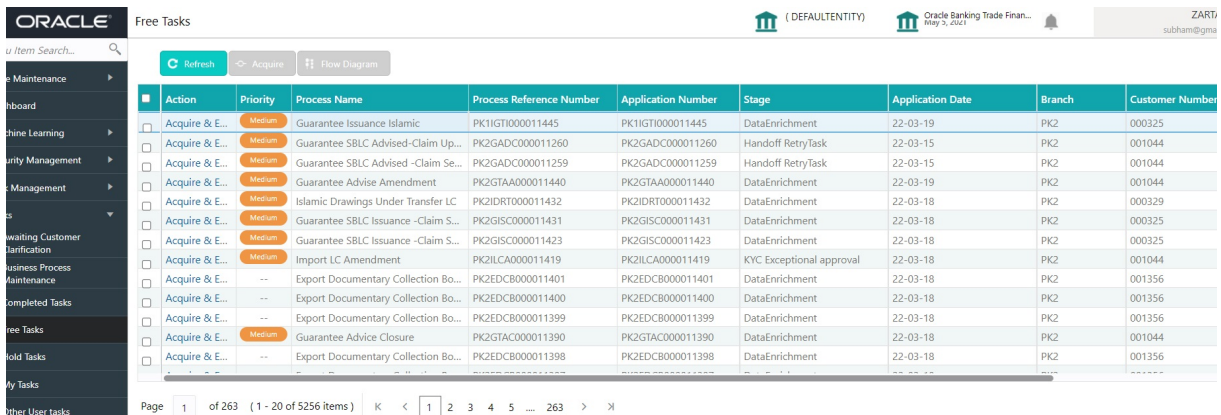 ORACLE Free Tasks ( DEFAULTENTITY) Oracle Banking Trade Finan... ZARTA
May 5, 2021 subham@gma
u Item Search...
Refresh Acquire Flow Diagram
e Maintenance
hboard
chine Learning
urity Management
k Management
ks
waiting Customer
Clarification
usiness Process
Maintenance
ompleted Tasks
ree Tasks
Hold Tasks
My Tasks
Other User tasks
Action Priority Process Name Process Reference Number Application Number Stage Application Date Branch Customer Number
Acquire & E... Medium Guarantee Issuance Islamic PK1IGTI000011445 PK1IGTI000011445 DataEnrichment 22-03-19 PK2 000325
Acquire & E... Medium Guarantee SBLC Advised -Claim Up... PK2GADC000011260 PK2GADC000011260 Handoff RetryTask 22-03-15 PK2 001044
Acquire & E... Medium Guarantee SBLC Advised -Claim Se... PK2GADC000011259 PK2GADC000011259 Handoff RetryTask 22-03-15 PK2 001044
Acquire & E... Medium Guarantee Advise Amendment PK2GTAA000011440 PK2GTAA000011440 DataEnrichment 22-03-19 PK2 001044
Acquire & E... Medium Islamic Drawings Under Transfer LC PK2IDRT000011432 PK2IDRT000011432 DataEnrichment 22-03-18 PK2 000329
Acquire & E... Medium Guarantee SBLC Issuance -Claim S... PK2GISC000011431 PK2GISC000011431 DataEnrichment 22-03-18 PK2 000325
Acquire & E... Medium Guarantee SBLC Issuance -Claim S... PK2GISC000011423 PK2GISC000011423 DataEnrichment 22-03-18 PK2 000325
Acquire & E... Medium Import LC Amendment PK2ILCA000011419 PK2ILCA000011419 KYC Exceptional approval 22-03-18 PK2 001044
Acquire & E... -- Export Documentary Collection Bo... PK2EDCB000011401 PK2EDCB000011401 DataEnrichment 22-03-18 PK2 001356
Acquire & E... -- Export Documentary Collection Bo... PK2EDCB000011400 PK2EDCB000011400 DataEnrichment 22-03-18 PK2 001356
Acquire & E... -- Export Documentary Collection Bo... PK2EDCB000011399 PK2EDCB000011399 DataEnrichment 22-03-18 PK2 001356
Acquire & E... Medium Guarantee Advice Closure PK2GTAC000011390 PK2GTAC000011390 DataEnrichment 22-03-18 PK2 001044
Acquire & E... -- Export Documentary Collection Bo... PK2EDCB000011398 PK2EDCB000011398 DataEnrichment 22-03-18 PK2 001356
Page 1 of 263 ( 1 - 20 of 5256 items ) K < 1 2 3 4 5 .... 263 >